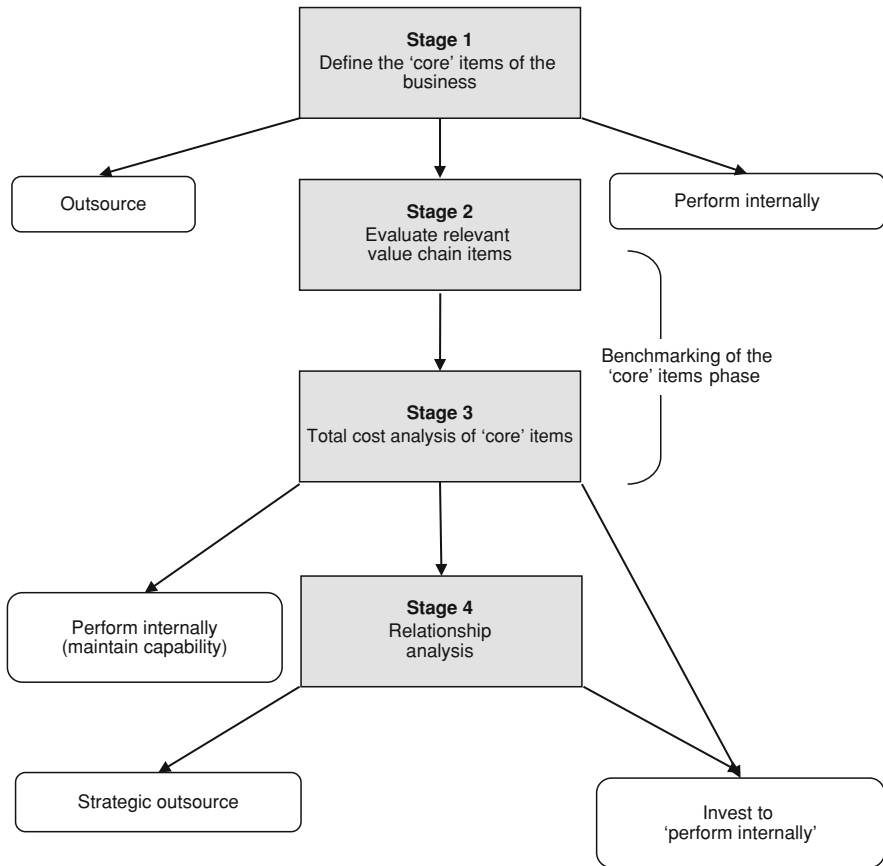 Stage 1
Define the ‘core’ items of the
business
Outsource
Perform internally
Stage 2
Evaluate relevant
value chain items
Benchmarking of the
‘core’ items phase
Stage 3
Total cost analysis of ‘core’ items
Perform internally
(maintain capability)
Stage 4
Relationship
analysis
Strategic outsource
Invest to
‘perform internally’